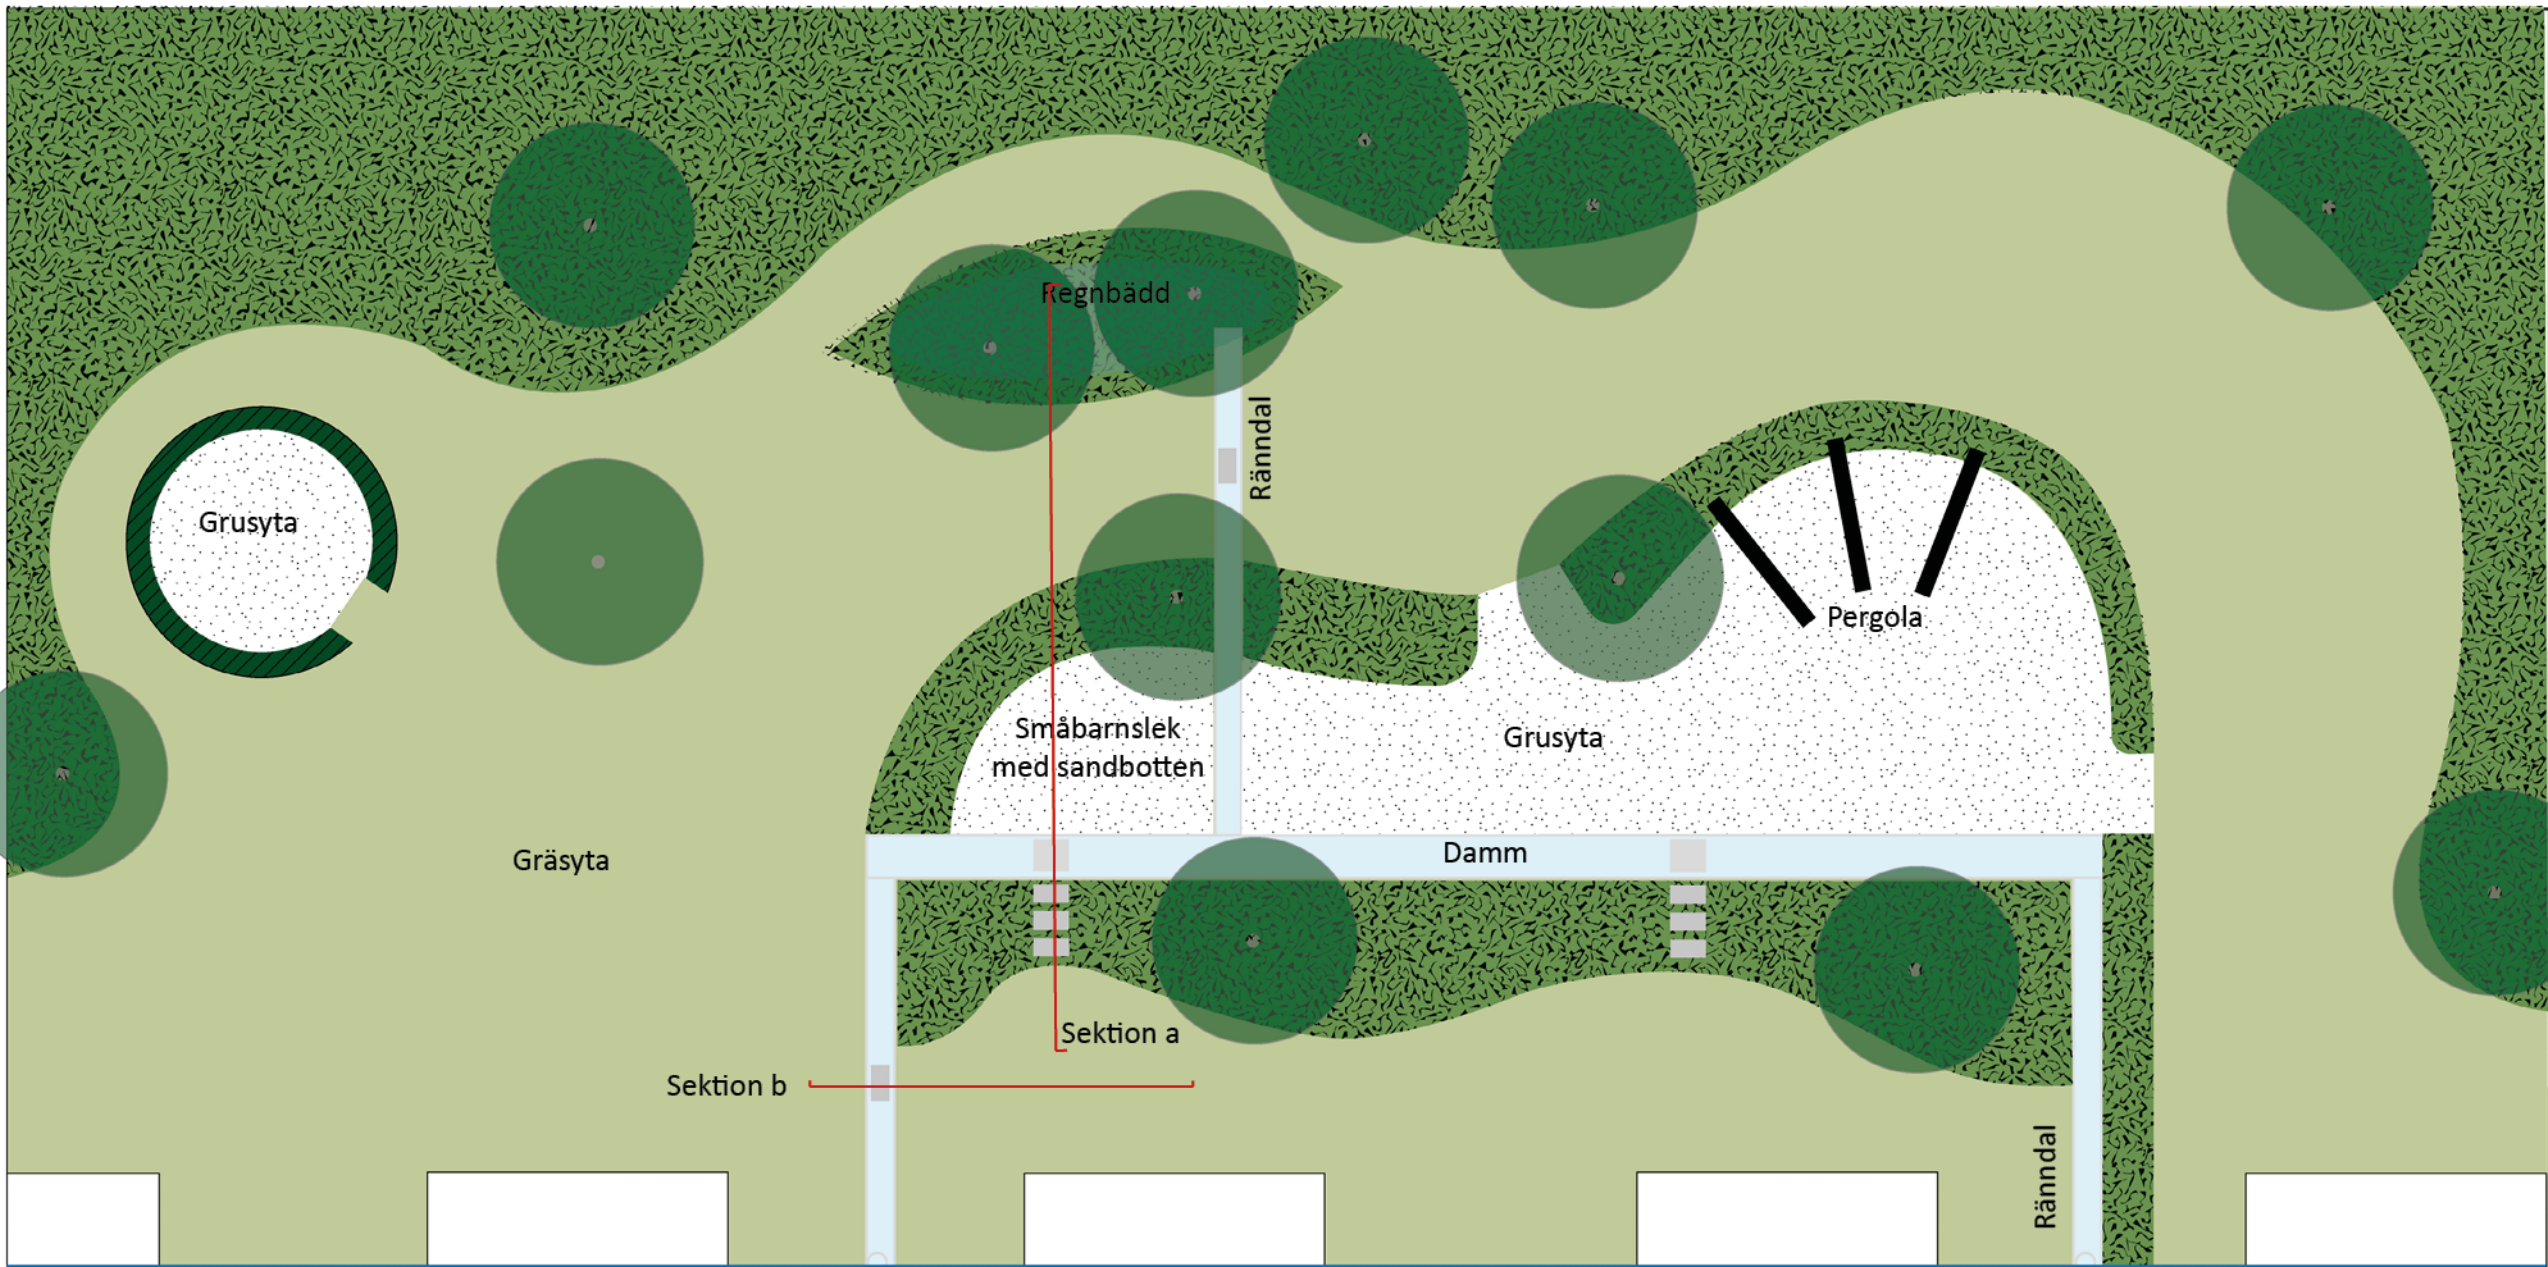 Regnbädd
Ränndal
Grusyta
Pergola
Småbarnslek
med sandbotten
Grusyta
Damm
Gräsyta
Sektion a
Sektion b
Ränndal